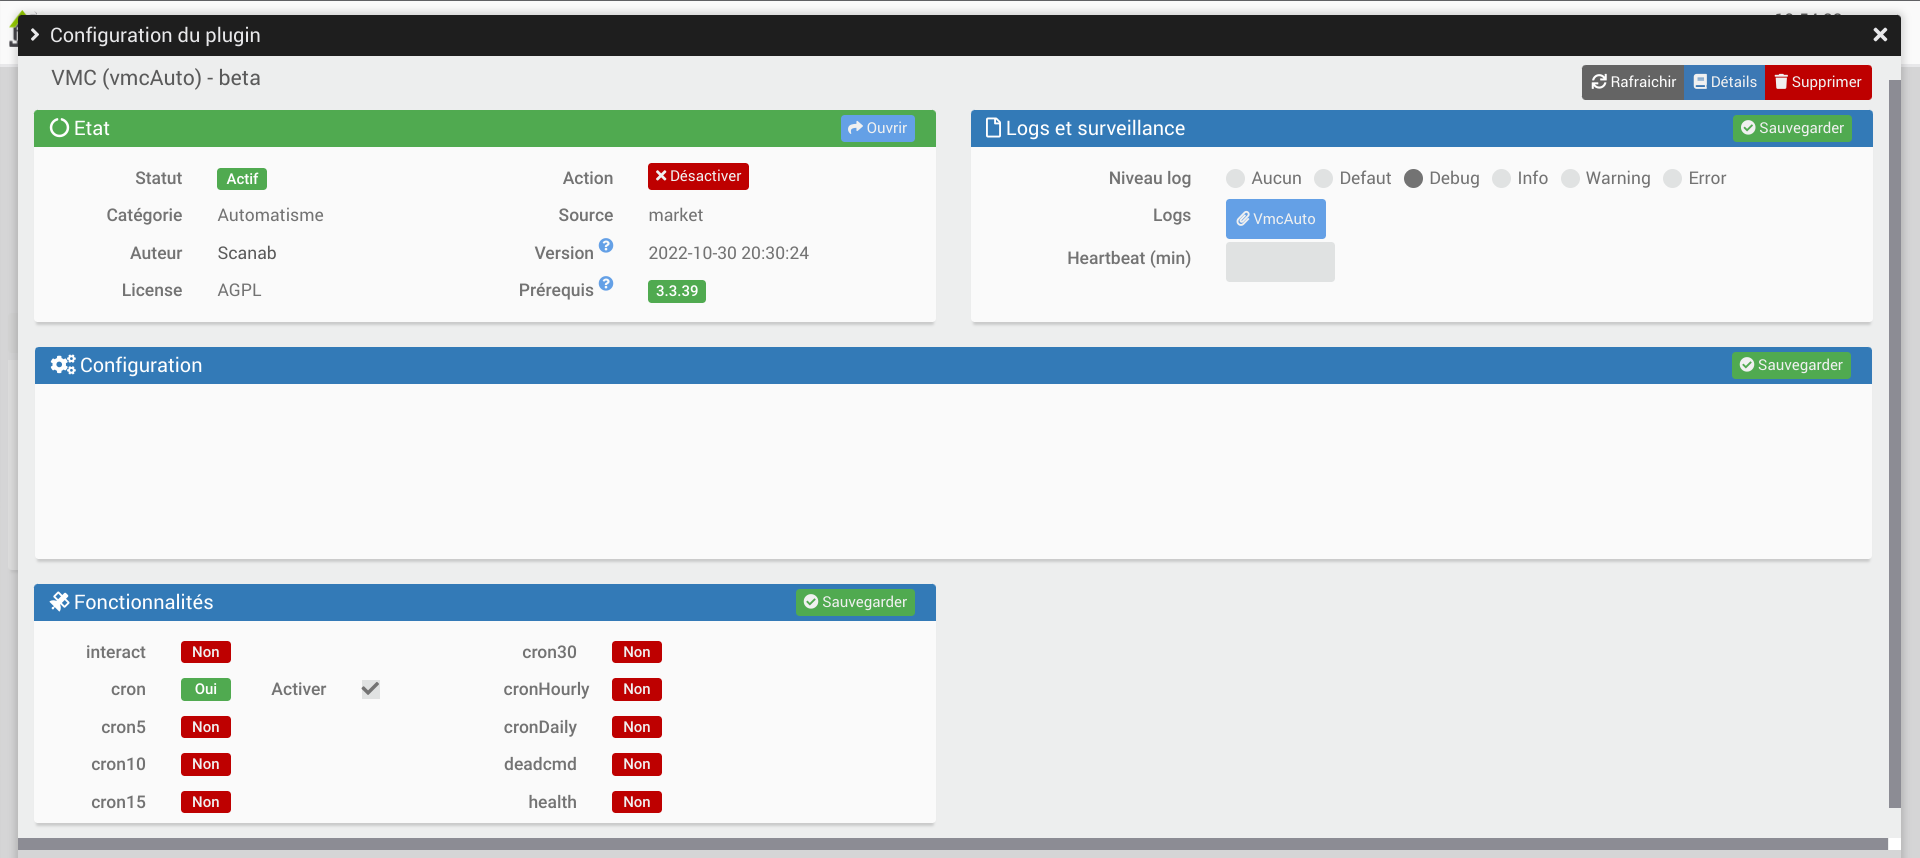 Configuration du plugin
VMC (vmcAuto) - beta
Rafraichir Détails Supprimer
Etat Ouvrir
Statut Actif Action Désactiver
Catégorie Automatisme Source market
Auteur Scanab Version 2022-10-30 20:30:24
License AGPL Prérequis 3.3.39
Logs et surveillance Sauvegarder
Niveau log Aucun Defaut Debug Info Warning Error
Logs VmcAuto
Heartbeat (min)
Configuration Sauvegarder
Fonctionnalités Sauvegarder
interact Non cron30 Non
cron Oui Activer cronHourly Non
cron5 Non cronDaily Non
cron10 Non deadcmd Non
cron15 Non health Non